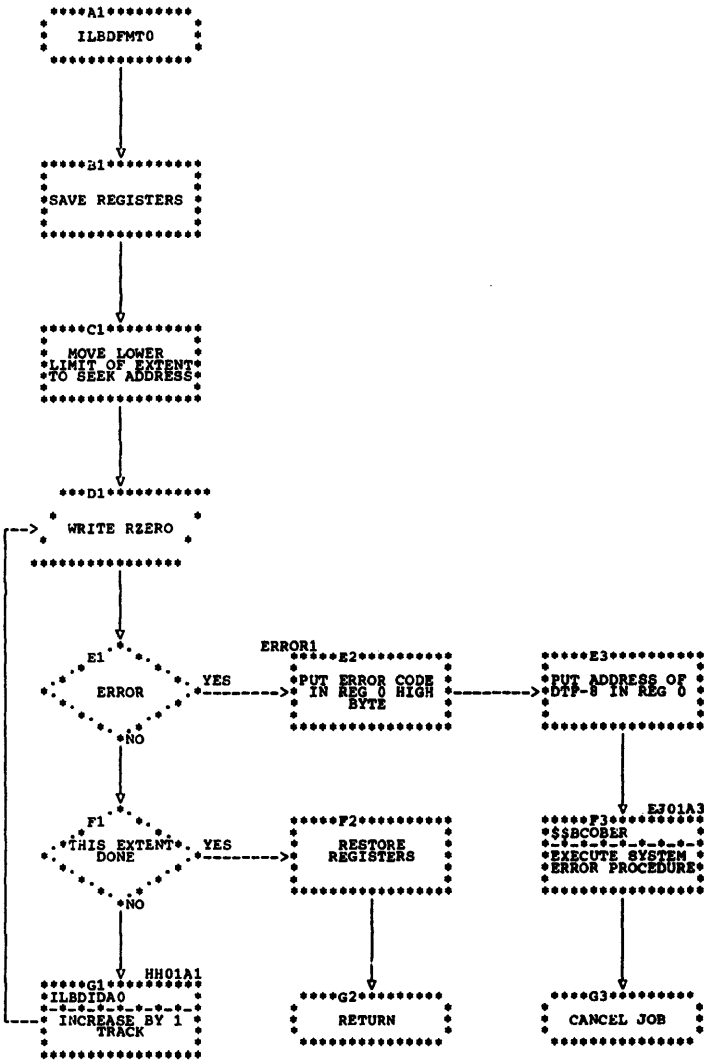 A1
ILBDFMT0
B1
SAVE REGISTERS
C1
MOVE LOWER
LIMIT OF EXTENT
TO SEEK ADDRESS
D1
WRITE RZERO
E1
ERROR
YES
NO
ERROR1
E2
PUT ERROR CODE
IN REG 0 HIGH
BYTE
E3
PUT ADDRESS OF
DTF-8 IN REG 0
F1
THIS EXTENT
DONE
YES
NO
F2
RESTORE
REGISTERS
EJ01A3
F3
$$BCOBER
EXECUTE SYSTEM
ERROR PROCEDURE
HH01A1
G1
ILBDIDA0
INCREASE BY 1
TRACK
G2
RETURN
G3
CANCEL JOB